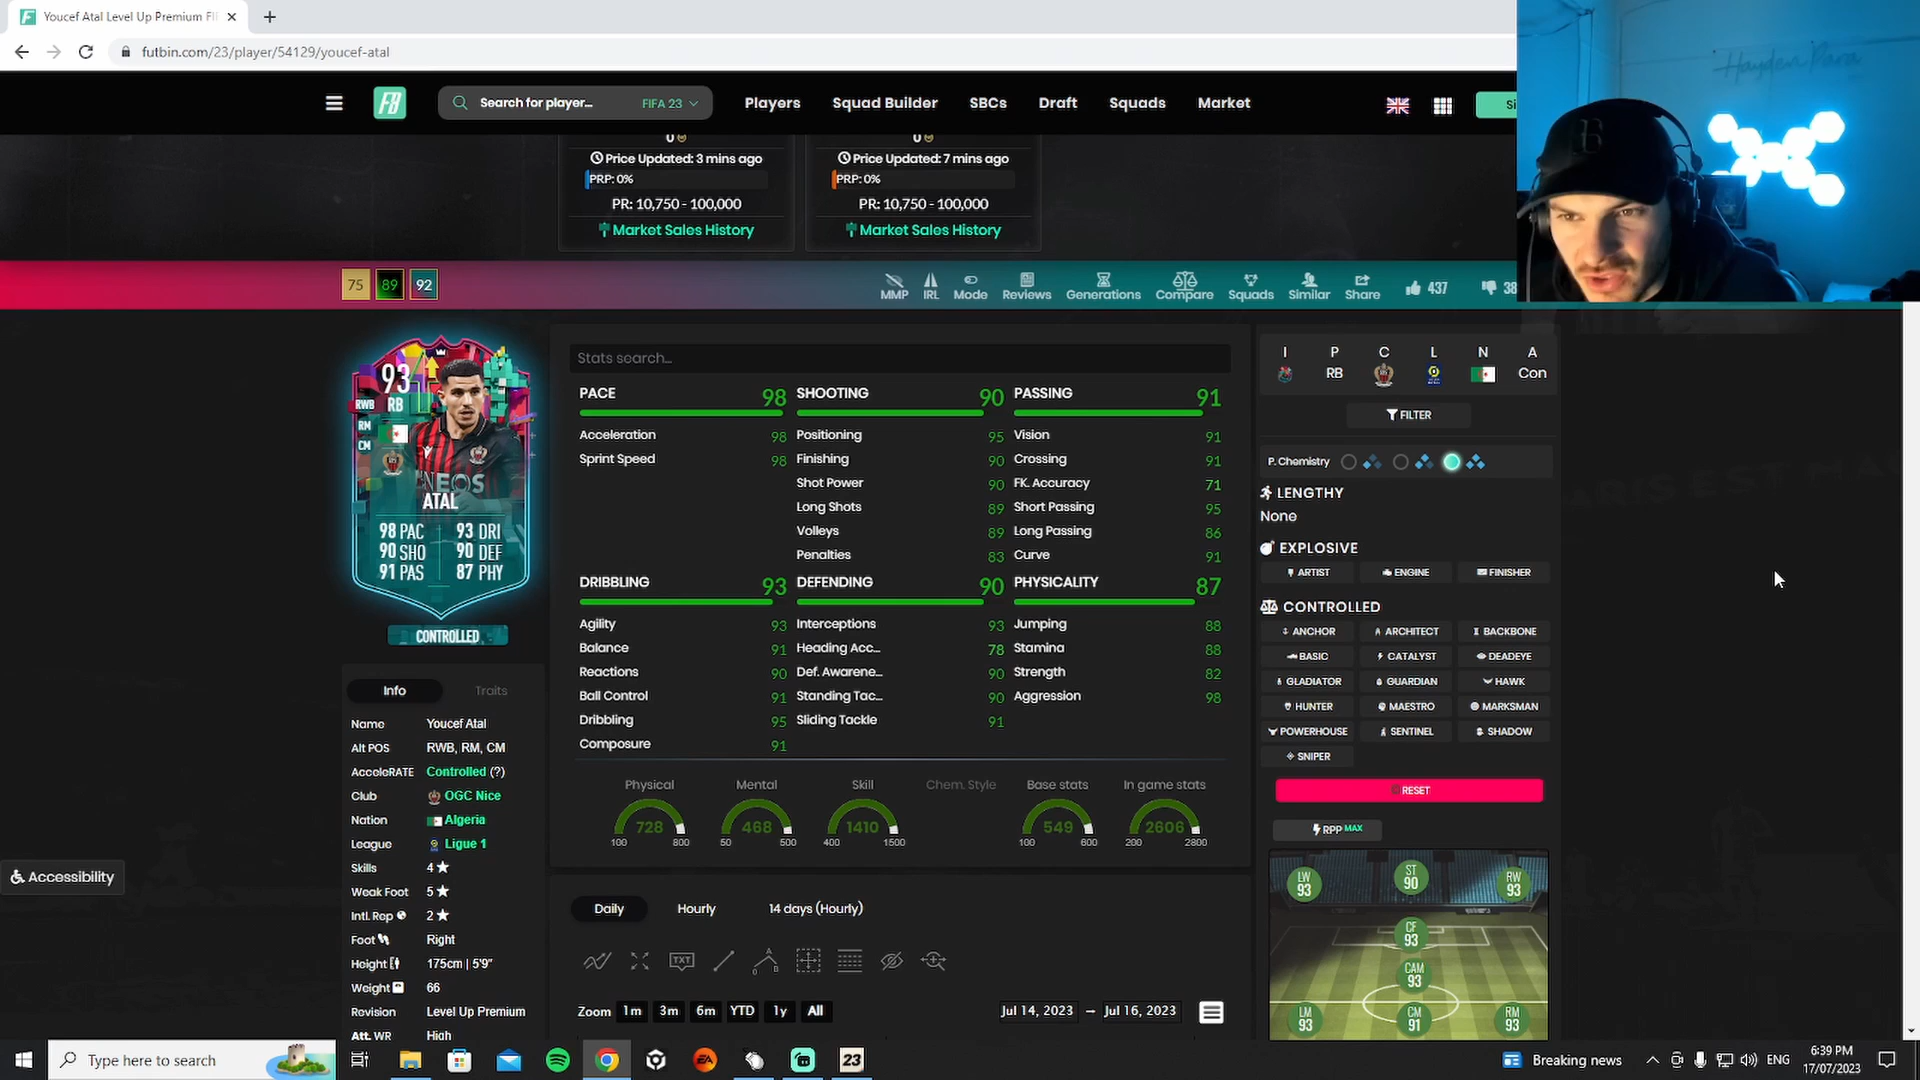 Youcef Atal Level Up Premium FI
futbin.com/23/player/54129/youcef-atal
Search for player... FIFA 23
Players Squad Builder SBCs Draft Squads Market
Hayden Para
Price Updated: 3 mins ago
PRP: 0%
PR: 10,750 - 100,000
Market Sales History
Price Updated: 7 mins ago
PRP: 0%
PR: 10,750 - 100,000
Market Sales History
75 89 92
MMP IRL Mode Reviews Generations Compare Squads Similar Share 437 38
93
RB
RWB
RM
CM
INEOS
ATAL
98 PAC 93 DRI
90 SHO 90 DEF
91 PAS 87 PHY
CONTROLLED
Info Traits
Name Youcef Atal
Alt POS RWB, RM, CM
AcceleRATE Controlled (?)
Club OGC Nice
Nation Algeria
League Ligue 1
Skills 4
Weak Foot 5
Intl. Rep 2
Foot Right
Height 175cm | 5'9"
Weight 66
Revision Level Up Premium
Att. WR High
Stats search...
PACE 98
Acceleration 98
Sprint Speed 98
SHOOTING 90
Positioning 95
Finishing 90
Shot Power 90
Long Shots 89
Volleys 89
Penalties 83
PASSING 91
Vision 91
Crossing 91
FK. Accuracy 71
Short Passing 95
Long Passing 86
Curve 91
DRIBBLING 93
Agility 93
Balance 91
Reactions 90
Ball Control 91
Dribbling 95
Composure 91
DEFENDING 90
Interceptions 93
Heading Acc... 78
Def. Awarene... 90
Standing Tac... 90
Sliding Tackle 91
PHYSICALITY 87
Jumping 88
Stamina 88
Strength 82
Aggression 98
Physical Mental Skill Chem. Style Base stats In game stats
728 468 1410 549 2606
100 800 50 500 400 1500 100 600 200 2800
Daily Hourly 14 days (Hourly)
TXT
Zoom 1m 3m 6m YTD 1y All Jul 14, 2023 – Jul 16, 2023
I P C L N A
RB Con
FILTER
P. Chemistry
LENGTHY
None
EXPLOSIVE
ARTIST ENGINE FINISHER
CONTROLLED
ANCHOR ARCHITECT BACKBONE
BASIC CATALYST DEADEYE
GLADIATOR GUARDIAN HAWK
HUNTER MAESTRO MARKSMAN
POWERHOUSE SENTINEL SHADOW
SNIPER
RESET
RPP MAX
LW 93
ST 90
RW 93
CF 93
CAM 93
LM 93
CM 91
RM 93
Accessibility
Type here to search
23
Breaking news
ENG
6:39 PM
17/07/2023